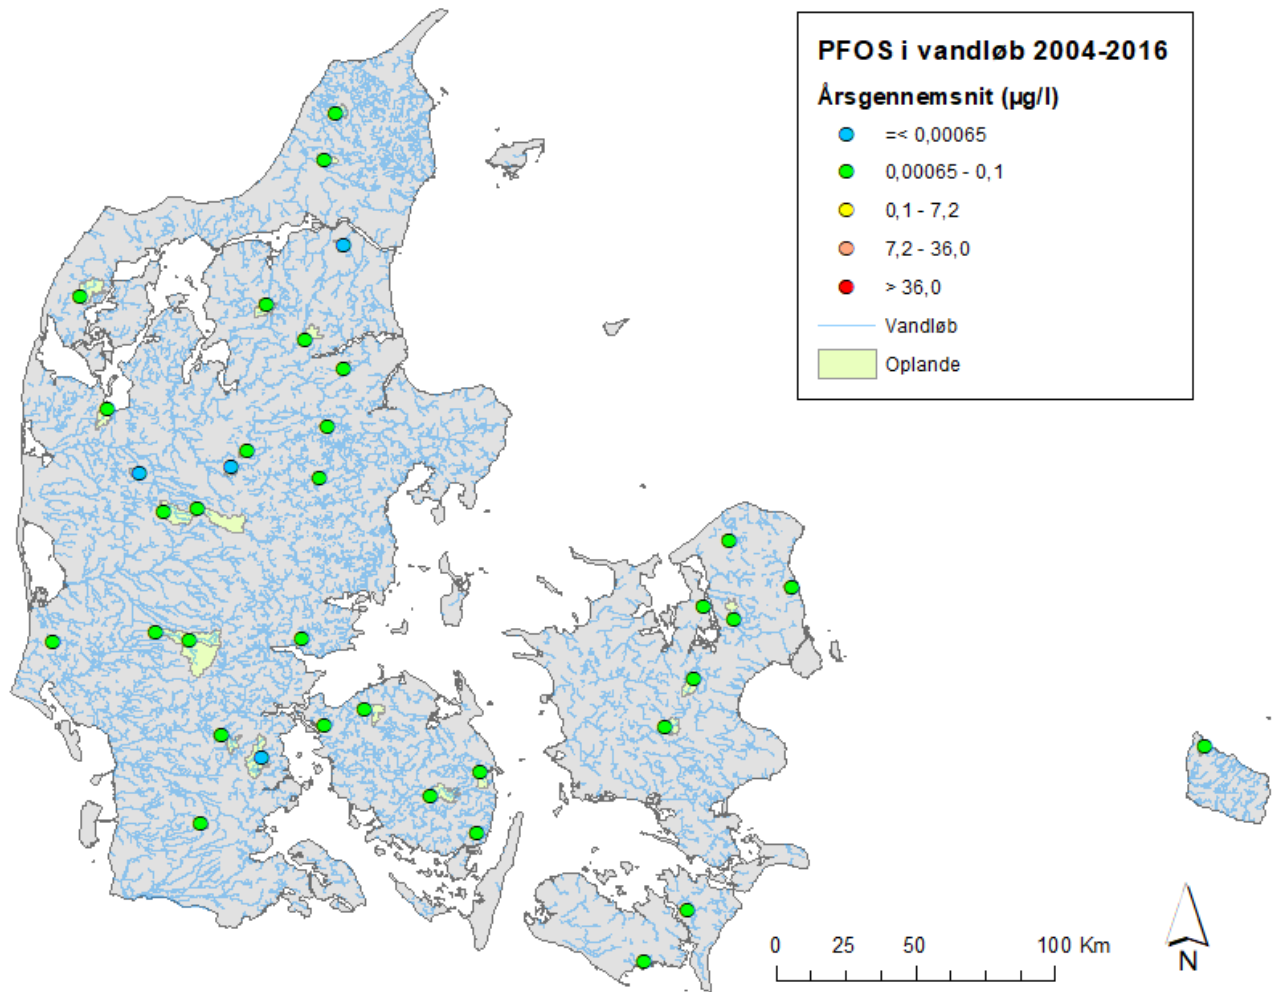 PFOS i vandløb 2004-2016
Årsgennemsnit (µg/l)
=< 0,00065
0,00065 - 0,1
0,1 - 7,2
7,2 - 36,0
> 36,0
Vandløb
Oplande
0 25 50 100 Km
N